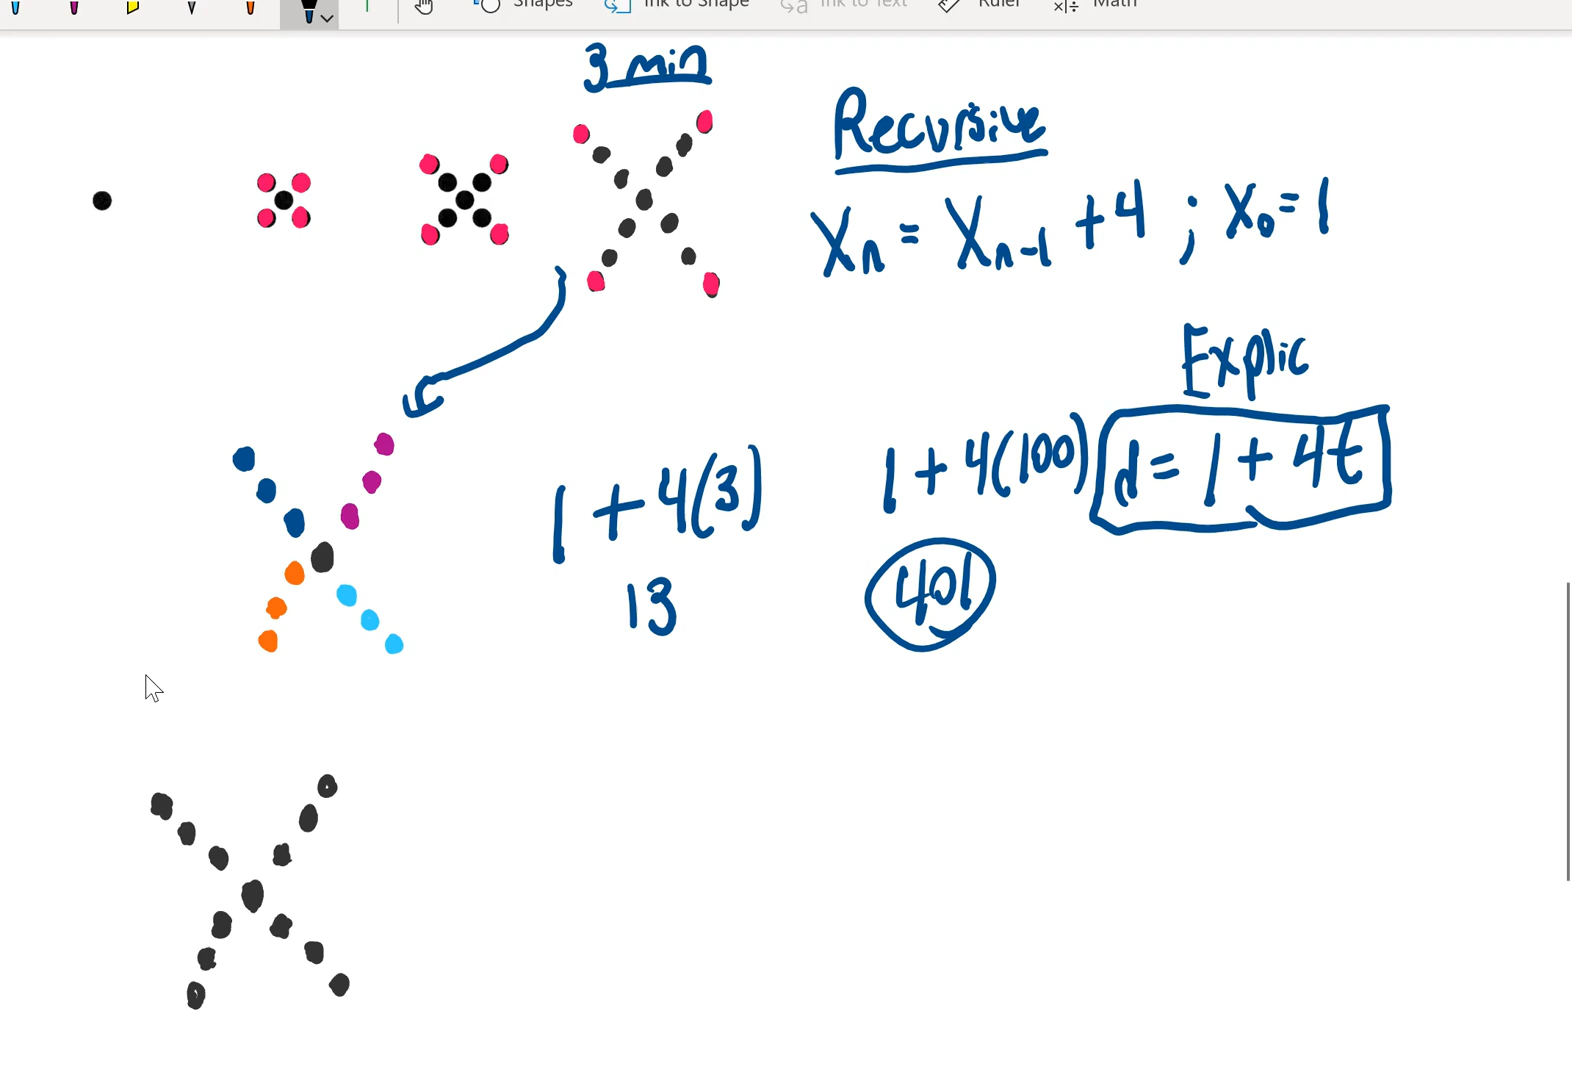 Shapes Ink to Shape Ink to Text Ruler Math
3 min
Recursive
Xn = Xn-1 + 4 ; X0 = 1
Explic
1 + 4(3)
13
1 + 4(100)
401
d = 1 + 4t